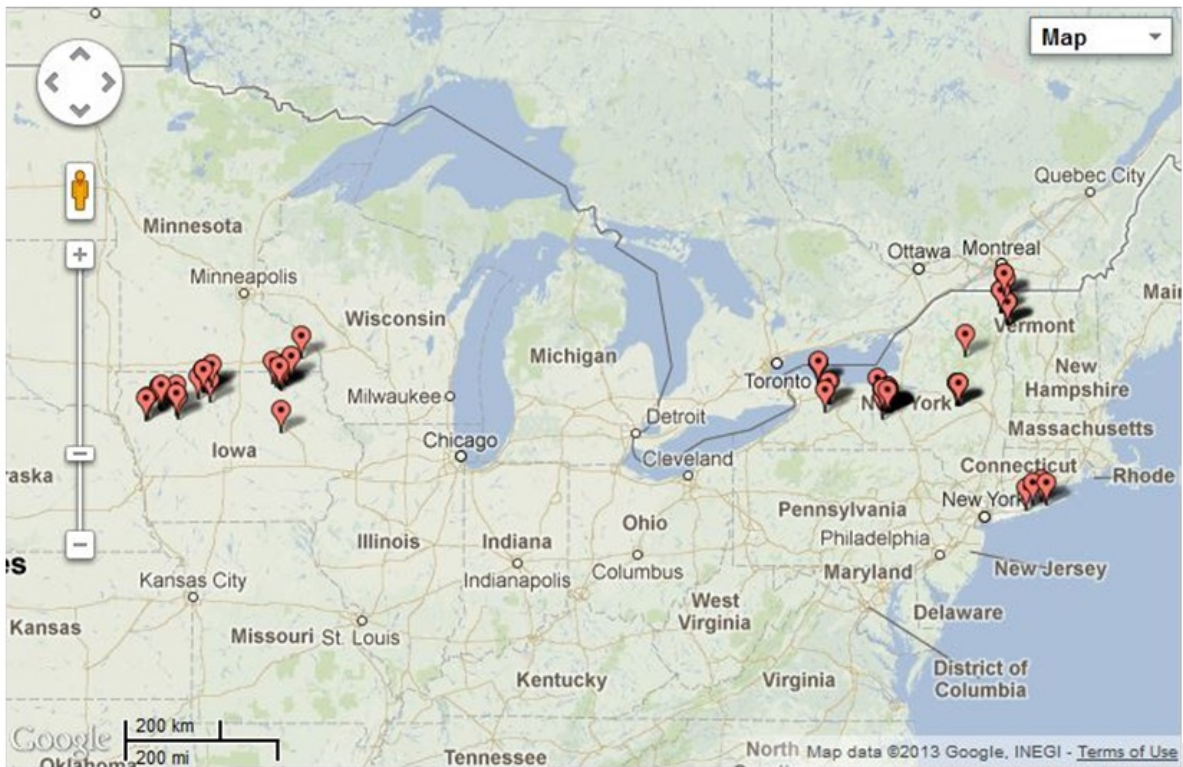 Map
Quebec City
Minnesota
Ottawa
Montreal
Minneapolis
Mai
Wisconsin
Vermont
Michigan
New
Hampshire
Toronto
Milwaukee
N
York
Detroit
Massachusetts
Chicago
Iowa
Cleveland
Connecticut
Rhode
raska
New York
Pennsylvania
Ohio
Illinois
Indiana
Philadelphia
es
Kansas City
Indianapolis
Columbus
Maryland
New Jersey
West
Virginia
Delaware
Kansas
Missouri
St. Louis
District of
Columbia
Kentucky
Virginia
200 km
Google
200 mi
Oklahoma
Tennessee
North
Map data ©2013 Google, INEGI - Terms of Use